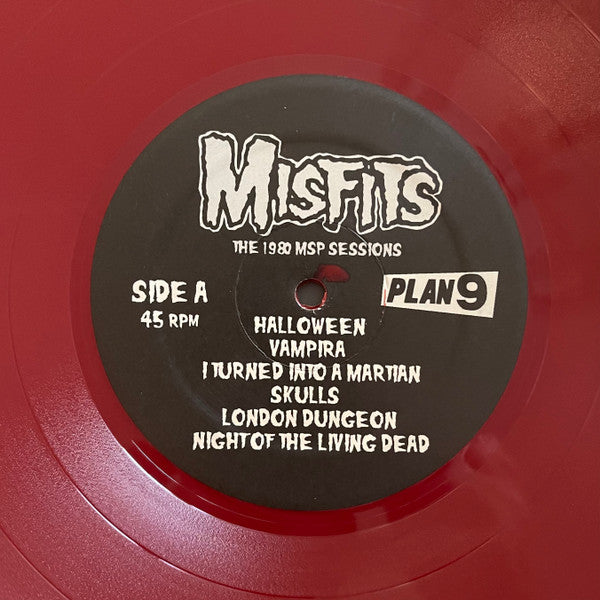 MISFITS
THE 1980 MSP SESSIONS
SIDE A
PLAN 9
45 RPM
HALLOWEEN
VAMPIRA
I TURNED INTO A MARTIAN
SKULLS
LONDON DUNGEON
NIGHT OF THE LIVING DEAD